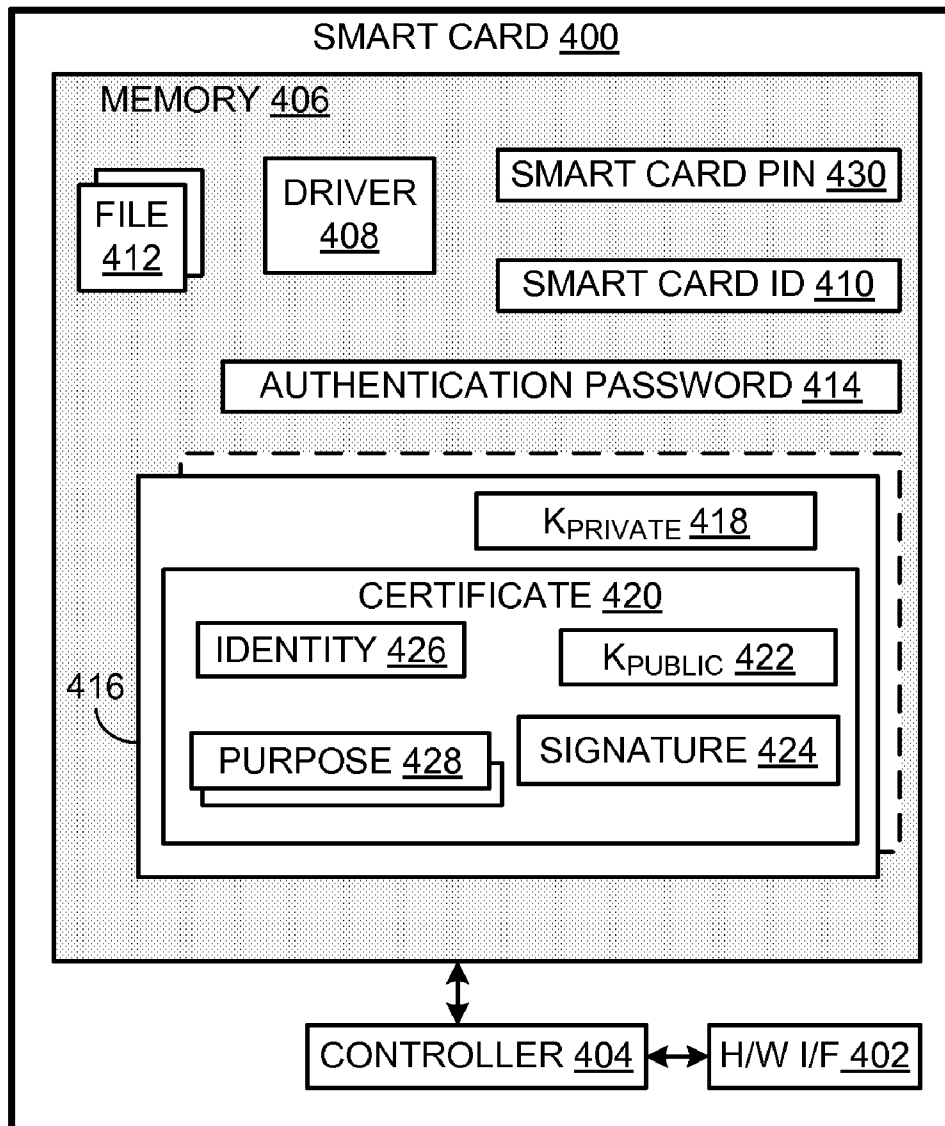 SMART CARD 400
MEMORY 406
FILE
412
DRIVER
408
SMART CARD PIN 430
SMART CARD ID 410
AUTHENTICATION PASSWORD 414
KPRIVATE 418
CERTIFICATE 420
IDENTITY 426
KPUBLIC 422
416
PURPOSE 428
SIGNATURE 424
CONTROLLER 404
H/W I/F 402